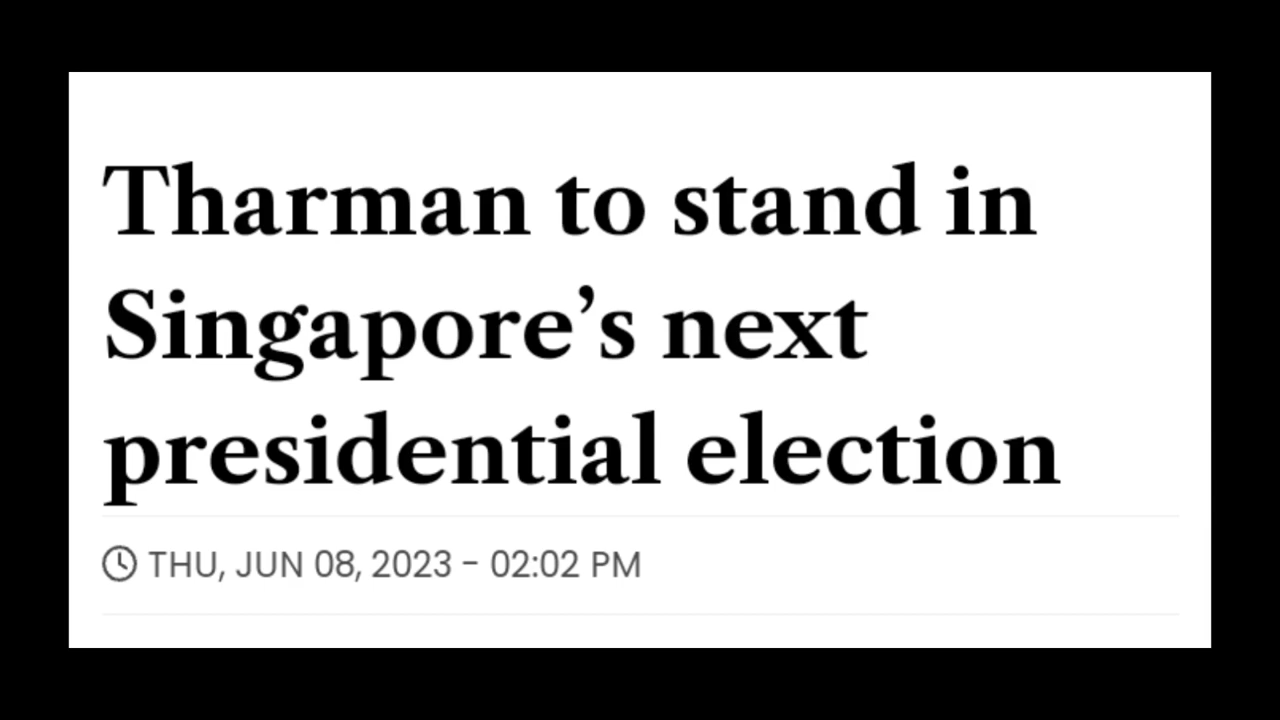 Tharman to stand in
Singapore’s next
presidential election
THU, JUN 08, 2023 - 02:02 PM